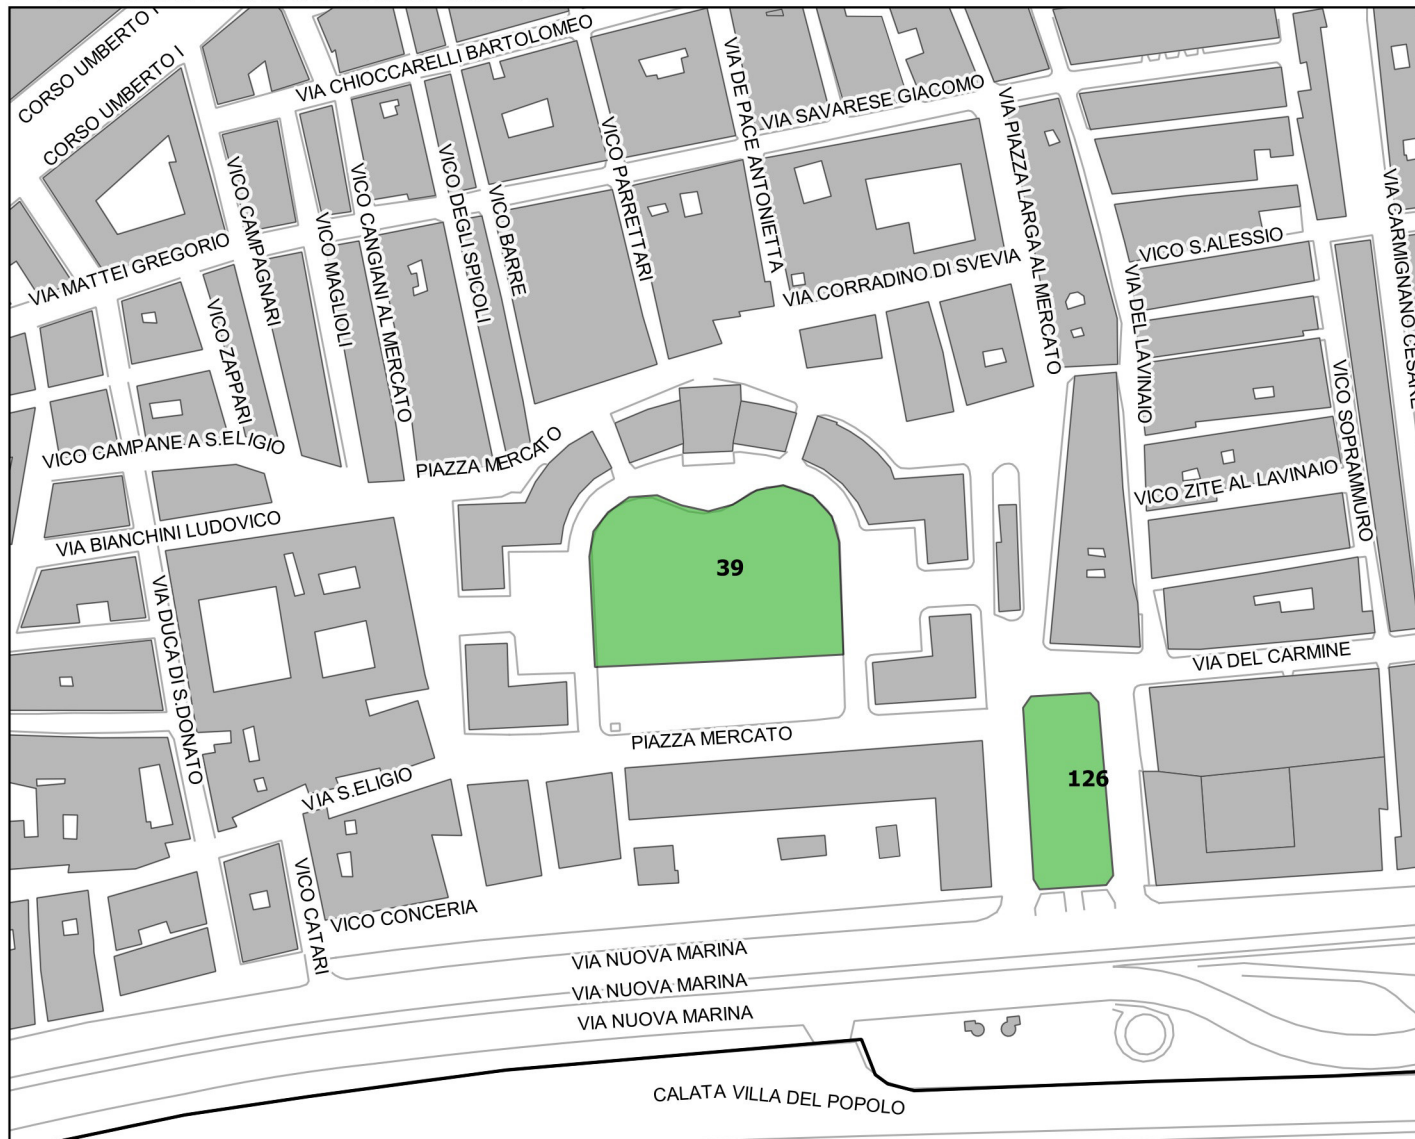 CORSO UMBERTO I
CORSO UMBERTO I
VIA CHIOCCARELLI BARTOLOMEO
VIA DE PACE ANTONIETTA
VIA SAVARESE GIACOMO
VIA PIAZZA LARGA AL MERCATO
VICO PARRETTARI
VICO DEGLI SPICOLI
VICO BARRE
VICO CAMPAGNARI
VICO CANGIANI AL MERCATO
VICO MAGLIOLI
VIA CARMIGNANO CESARE
VIA MATTEI GREGORIO
VICO S.ALESSIO
VIA CORRADINO DI SVEVIA
VIA DEL LAVINAIO
VICO ZAPPARI
VICO SOPRAMMURO
VICO CAMPANE A S.ELIGIO
PIAZZA MERCATO
VICO ZITE AL LAVINAIO
VIA BIANCHINI LUDOVICO
39
VIA DUCA DI S.DONATO
VIA DEL CARMINE
PIAZZA MERCATO
126
VIA S.ELIGIO
VICO CATARI
VICO CONCERIA
VIA NUOVA MARINA
VIA NUOVA MARINA
VIA NUOVA MARINA
CALATA VILLA DEL POPOLO